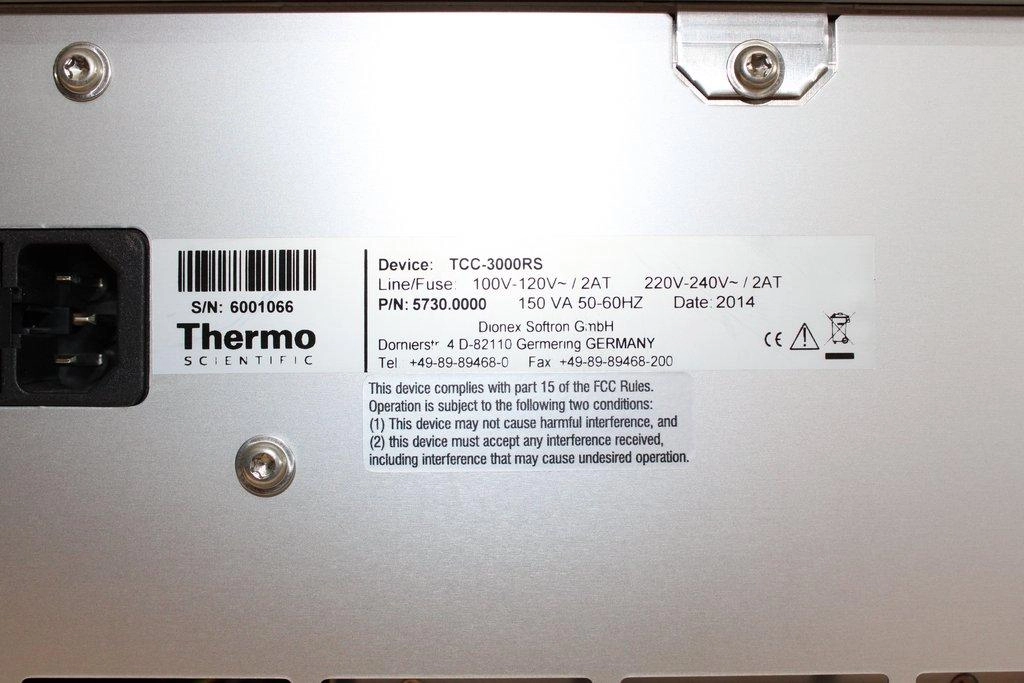 S/N: 6001066
Thermo
SCIENTIFIC
Device: TCC-3000RS
Line/Fuse: 100V-120V~ / 2AT 220V-240V~ / 2AT
P/N: 5730.0000 150 VA 50-60HZ Date: 2014
Dionex Softron GmbH
Dornierstr. 4 D-82110 Germering GERMANY
Tel +49-89-89468-0 Fax +49-89-89468-200
CE
This device complies with part 15 of the FCC Rules.
Operation is subject to the following two conditions:
(1) This device may not cause harmful interference, and
(2) this device must accept any interference received,
including interference that may cause undesired operation.